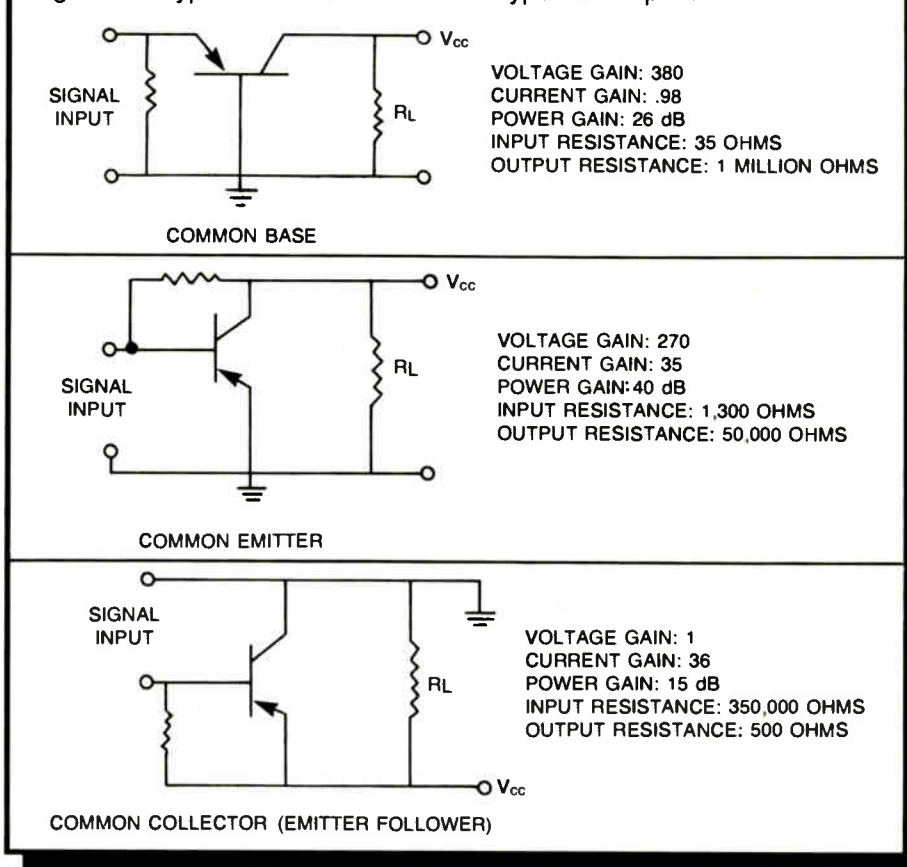 Vcc
SIGNAL
INPUT
RL
VOLTAGE GAIN: 380
CURRENT GAIN: .98
POWER GAIN: 26 dB
INPUT RESISTANCE: 35 OHMS
OUTPUT RESISTANCE: 1 MILLION OHMS
COMMON BASE
Vcc
SIGNAL
INPUT
RL
VOLTAGE GAIN: 270
CURRENT GAIN: 35
POWER GAIN: 40 dB
INPUT RESISTANCE: 1,300 OHMS
OUTPUT RESISTANCE: 50,000 OHMS
COMMON EMITTER
SIGNAL
INPUT
RL
VOLTAGE GAIN: 1
CURRENT GAIN: 36
POWER GAIN: 15 dB
INPUT RESISTANCE: 350,000 OHMS
OUTPUT RESISTANCE: 500 OHMS
Vcc
COMMON COLLECTOR (EMITTER FOLLOWER)